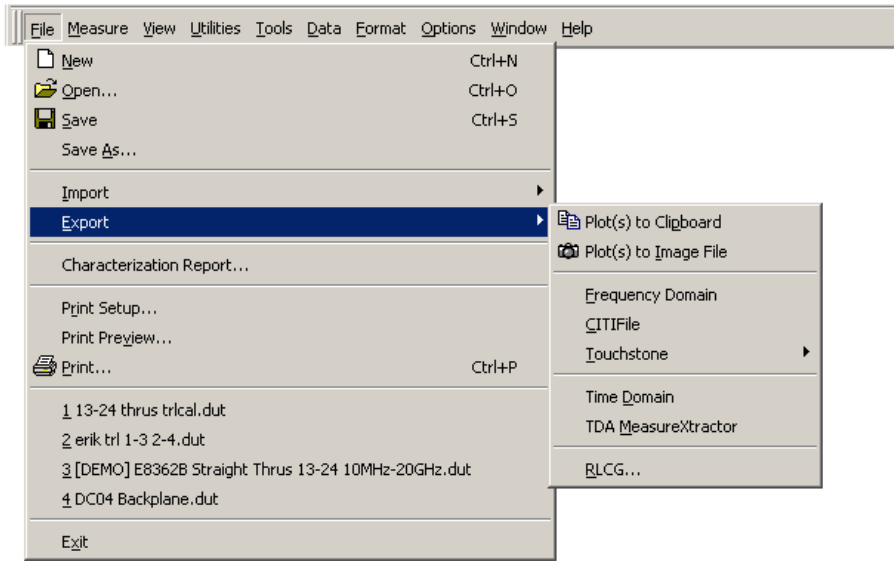 File Measure View Utilities Tools Data Format Options Window Help
New Ctrl+N
Open... Ctrl+O
Save Ctrl+S
Save As...
Import
Export
Characterization Report...
Print Setup...
Print Preview...
Print... Ctrl+P
1 13-24 thrus trlcal.dut
2 erik trl 1-3 2-4.dut
3 [DEMO] E8362B Straight Thrus 13-24 10MHz-20GHz.dut
4 DC04 Backplane.dut
Exit
Plot(s) to Clipboard
Plot(s) to Image File
Frequency Domain
CITIFile
Touchstone
Time Domain
TDA MeasureXtractor
RLCG...